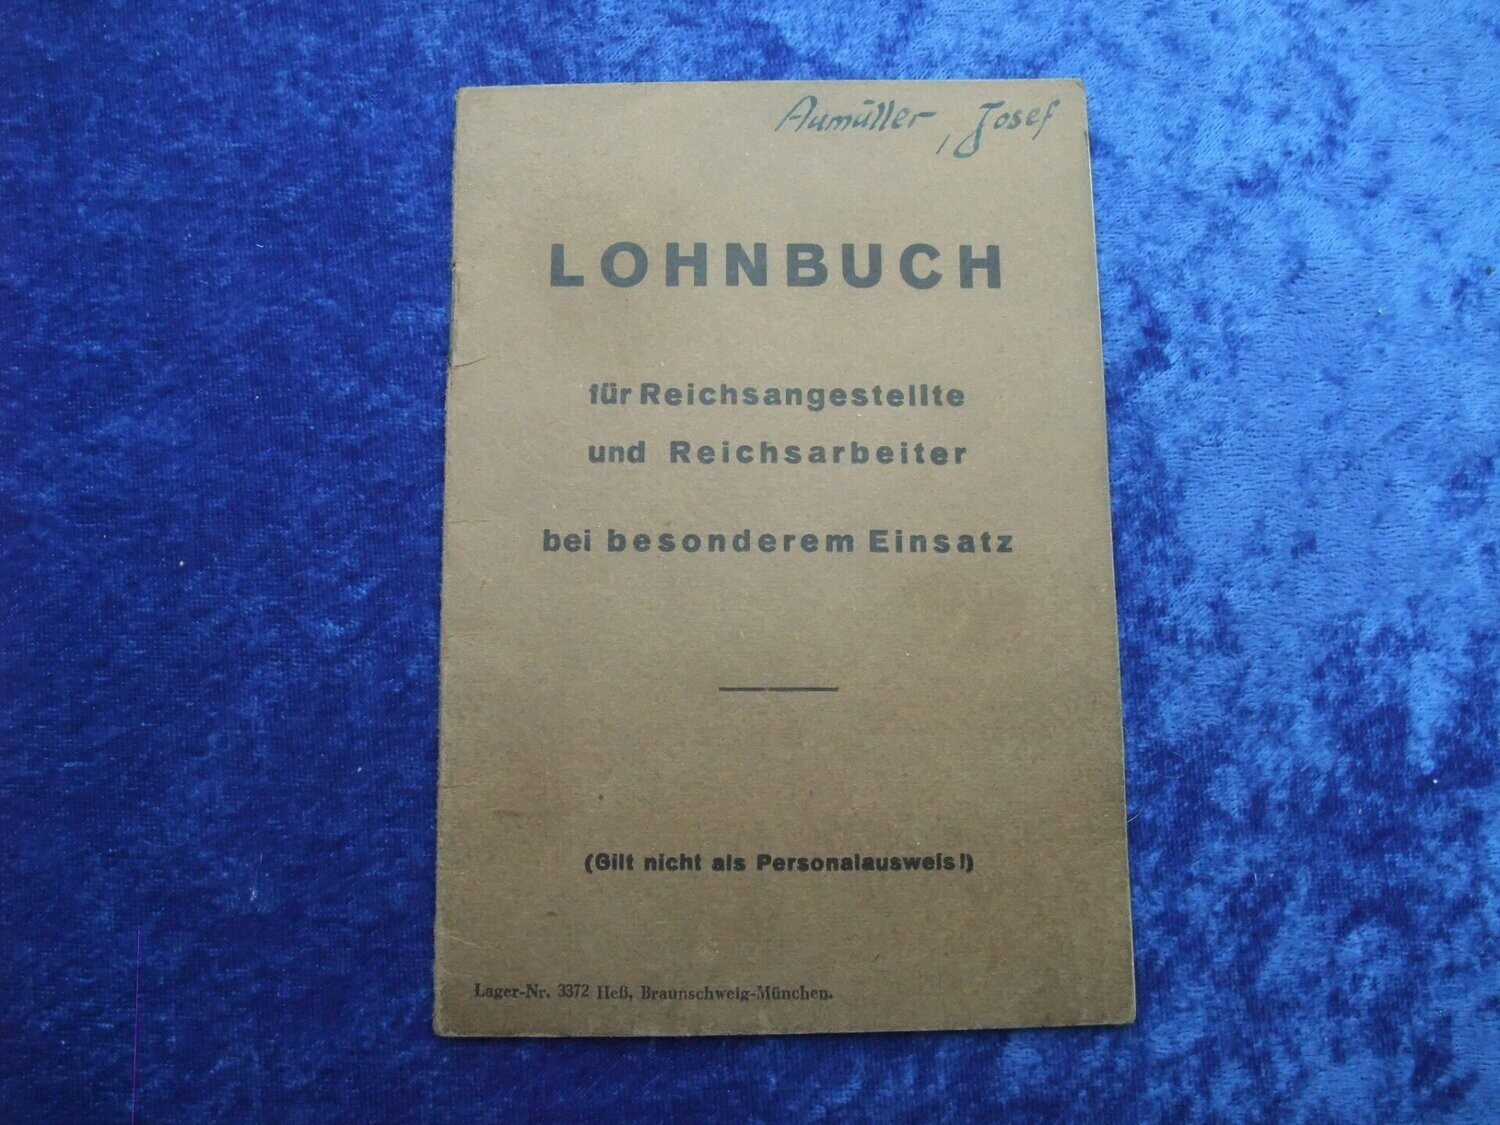 Aumüller, Josef
LOHNBUCH
für Reichsangestellte
und Reichsarbeiter
bei besonderem Einsatz
(Gilt nicht als Personalausweis!)
Lager-Nr. 3372 Heß, Braunschweig-München.